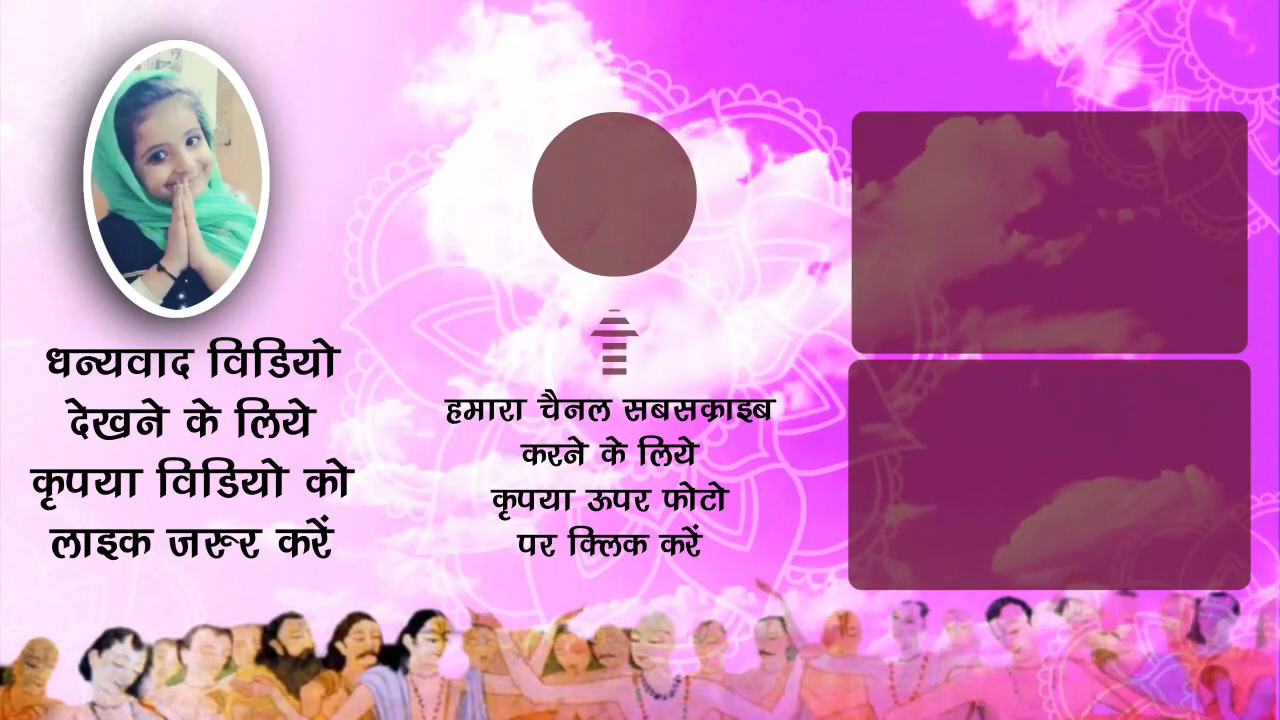 धन्यवाद विडियो
देखने के लिये
कृपया विडियो को
लाइक जरूर करें
हमारा चैनल सबसक्राइब
करने के लिये
कृपया ऊपर फोटो
पर क्लिक करें